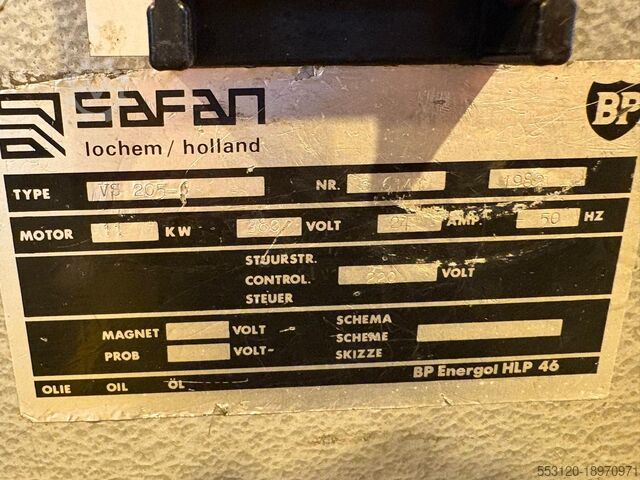 SAFAN
BP
lochem / holland
TYPE VS 205-6 NR. 1989
MOTOR 11 KW 380 VOLT AMP. 50 HZ
STUURSTR.
CONTROL. 220 VOLT
STEUER
MAGNET VOLT SCHEMA
SCHEME
PROB VOLT- SKIZZE
OLIE OIL ÖL BP Energol HLP 46
553120-18970971